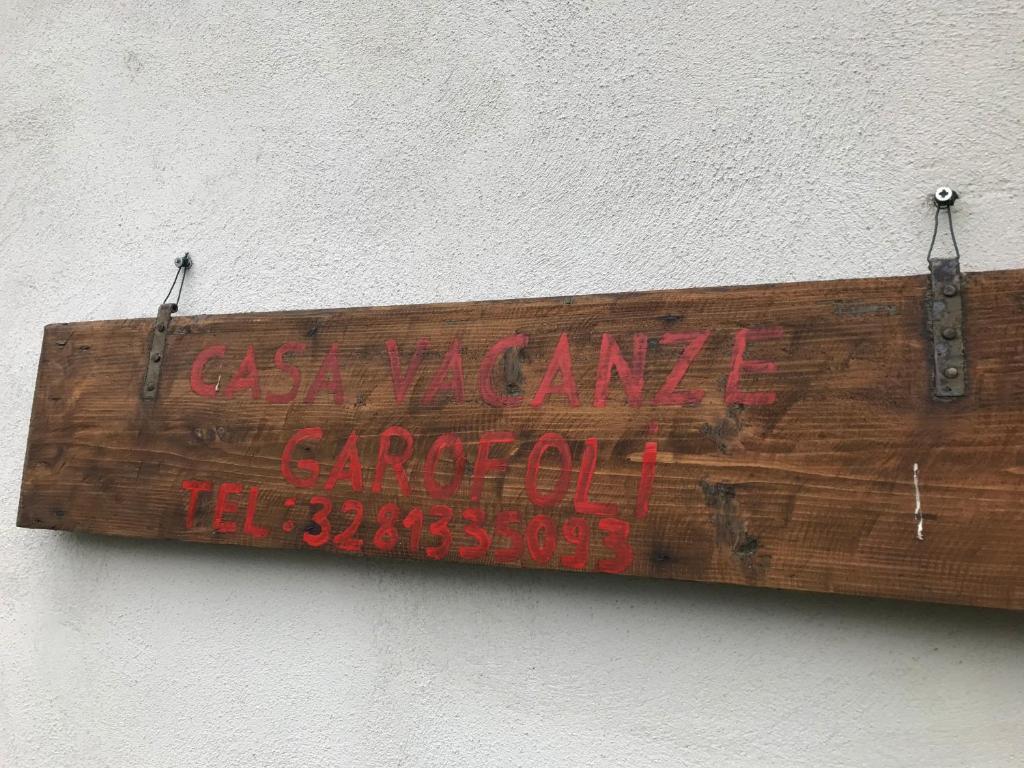 CASA VACANZE
GAROFOLI
TEL: 3281335093